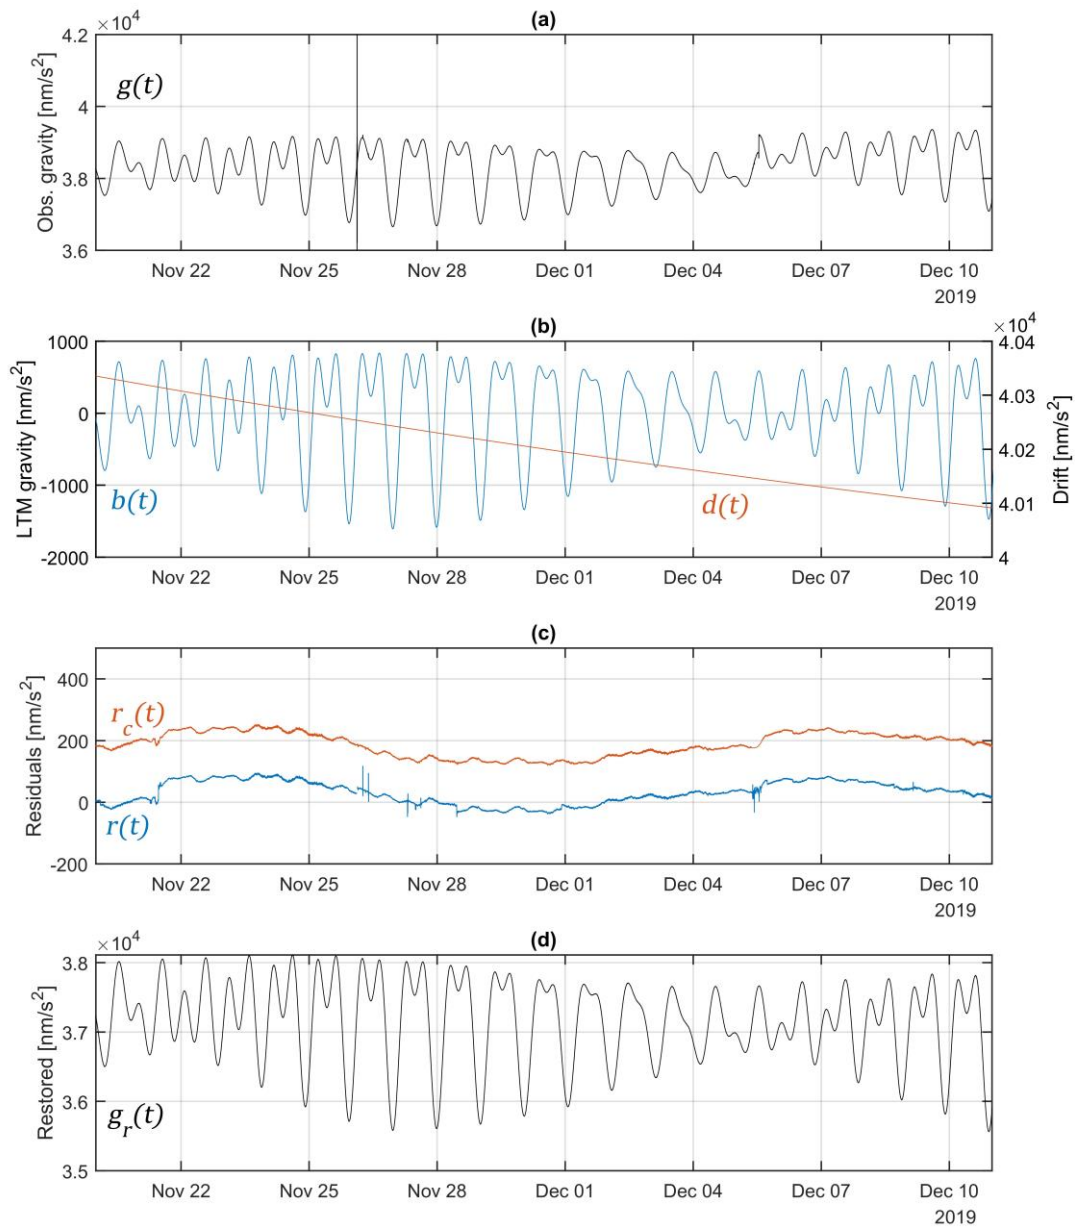 (a)
×10⁴
4.2
4
3.8
3.6
Obs. gravity [nm/s²]
g(t)
Nov 22 Nov 25 Nov 28 Dec 01 Dec 04 Dec 07 Dec 10
2019
(b)
×10⁴
1000
0
-1000
-2000
LTM gravity [nm/s²]
b(t)
d(t)
4.04
4.03
4.02
4.01
4
Drift [nm/s²]
Nov 22 Nov 25 Nov 28 Dec 01 Dec 04 Dec 07 Dec 10
2019
(c)
400
200
0
-200
Residuals [nm/s²]
r_c(t)
r(t)
Nov 22 Nov 25 Nov 28 Dec 01 Dec 04 Dec 07 Dec 10
2019
(d)
×10⁴
3.8
3.7
3.6
3.5
Restored [nm/s²]
g_r(t)
Nov 22 Nov 25 Nov 28 Dec 01 Dec 04 Dec 07 Dec 10
2019